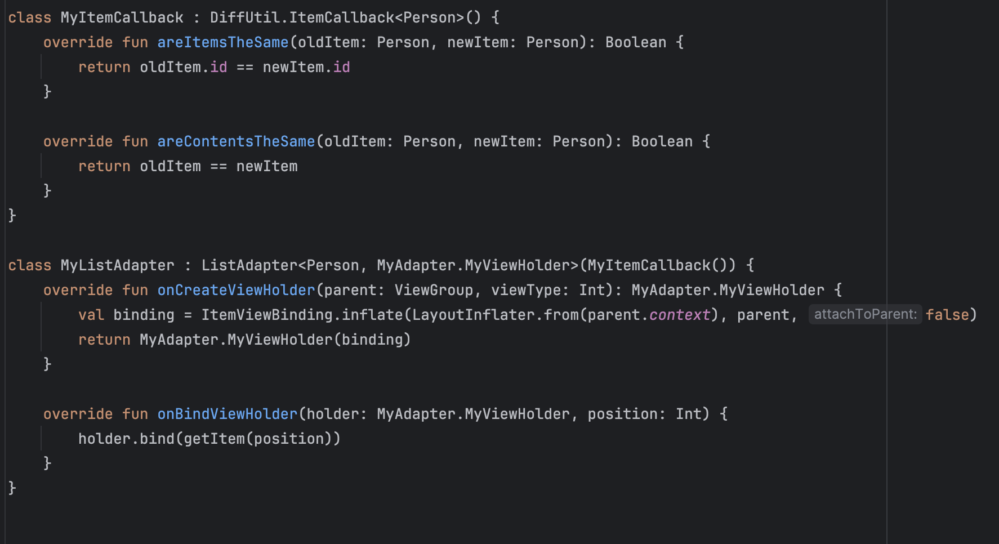 class MyItemCallback : DiffUtil.ItemCallback<Person>() {
    override fun areItemsTheSame(oldItem: Person, newItem: Person): Boolean {
        return oldItem.id == newItem.id
    }

    override fun areContentsTheSame(oldItem: Person, newItem: Person): Boolean {
        return oldItem == newItem
    }
}

class MyListAdapter : ListAdapter<Person, MyAdapter.MyViewHolder>(MyItemCallback()) {
    override fun onCreateViewHolder(parent: ViewGroup, viewType: Int): MyAdapter.MyViewHolder {
        val binding = ItemViewBinding.inflate(LayoutInflater.from(parent.context), parent, attachToParent: false)
        return MyAdapter.MyViewHolder(binding)
    }

    override fun onBindViewHolder(holder: MyAdapter.MyViewHolder, position: Int) {
        holder.bind(getItem(position))
    }
}